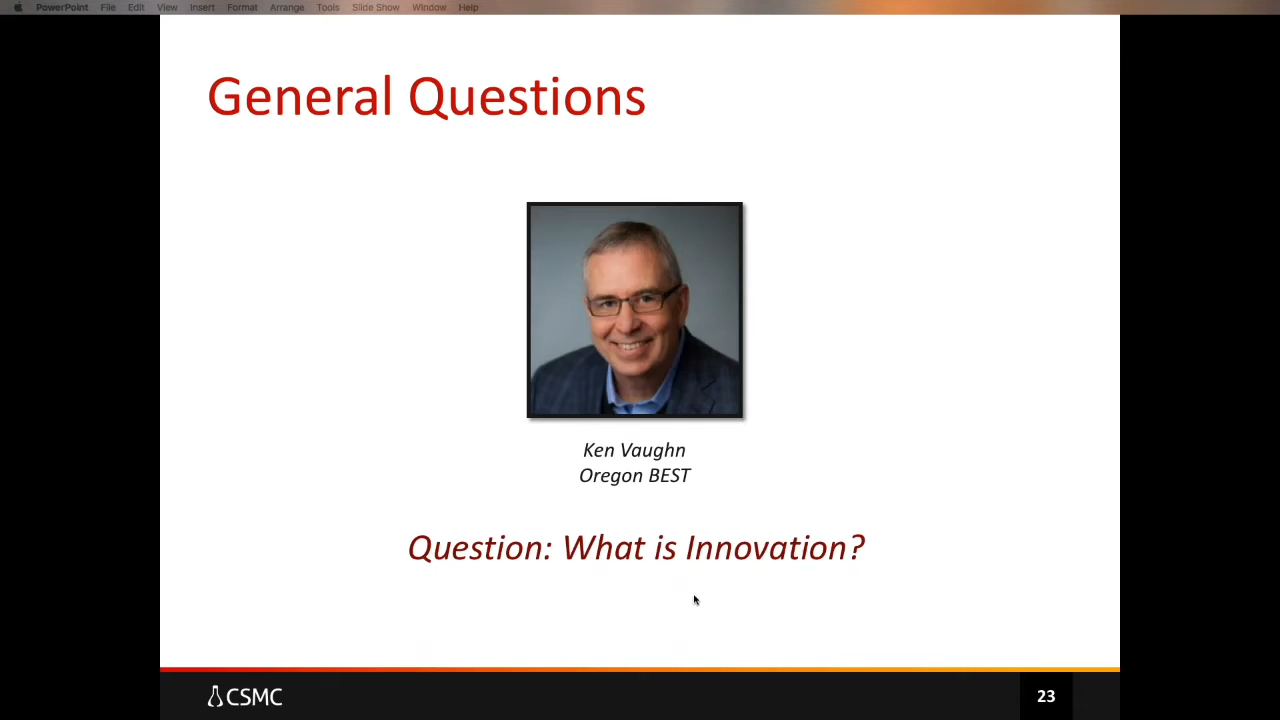 PowerPoint File Edit View Insert Format Arrange Tools Slide Show Window Help
General Questions
Ken Vaughn
Oregon BEST
Question: What is Innovation?
CSMC
23